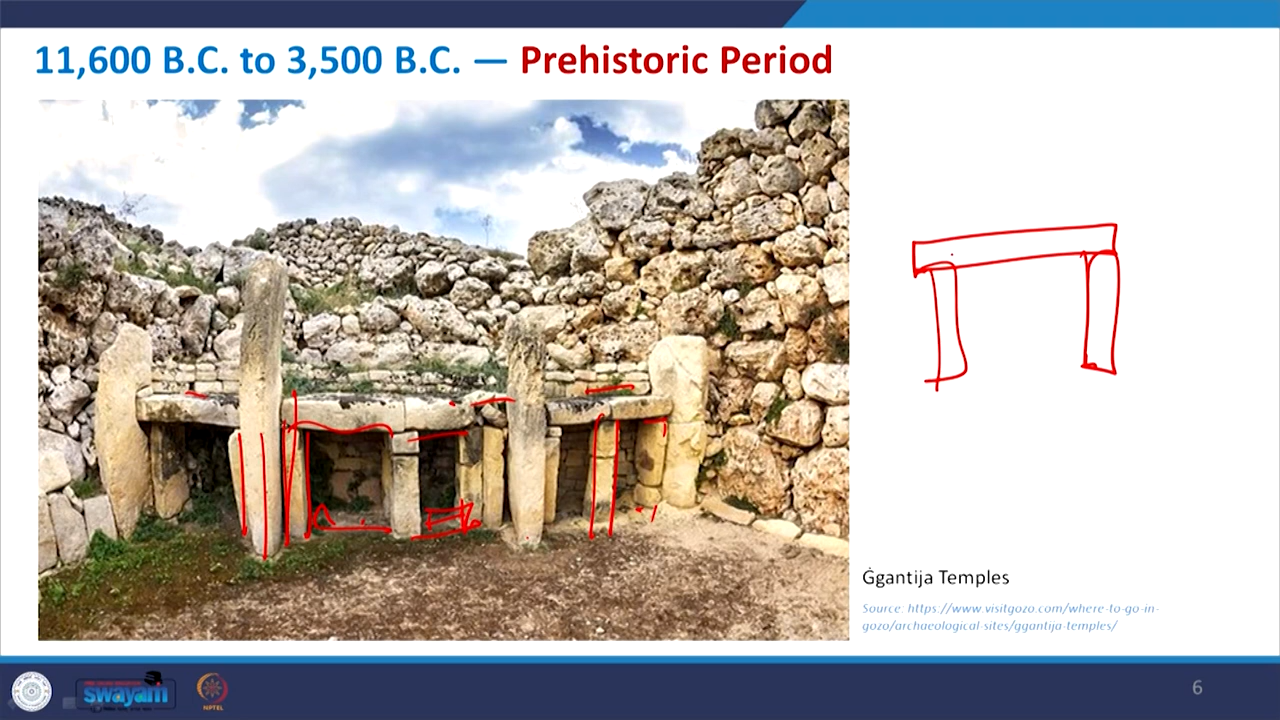 11,600 B.C. to 3,500 B.C. — Prehistoric Period
Ġgantija Temples
Source: https://www.visitgozo.com/where-to-go-in-
gozo/archaeological-sites/ggantija-temples/
swayam
NPTEL
6